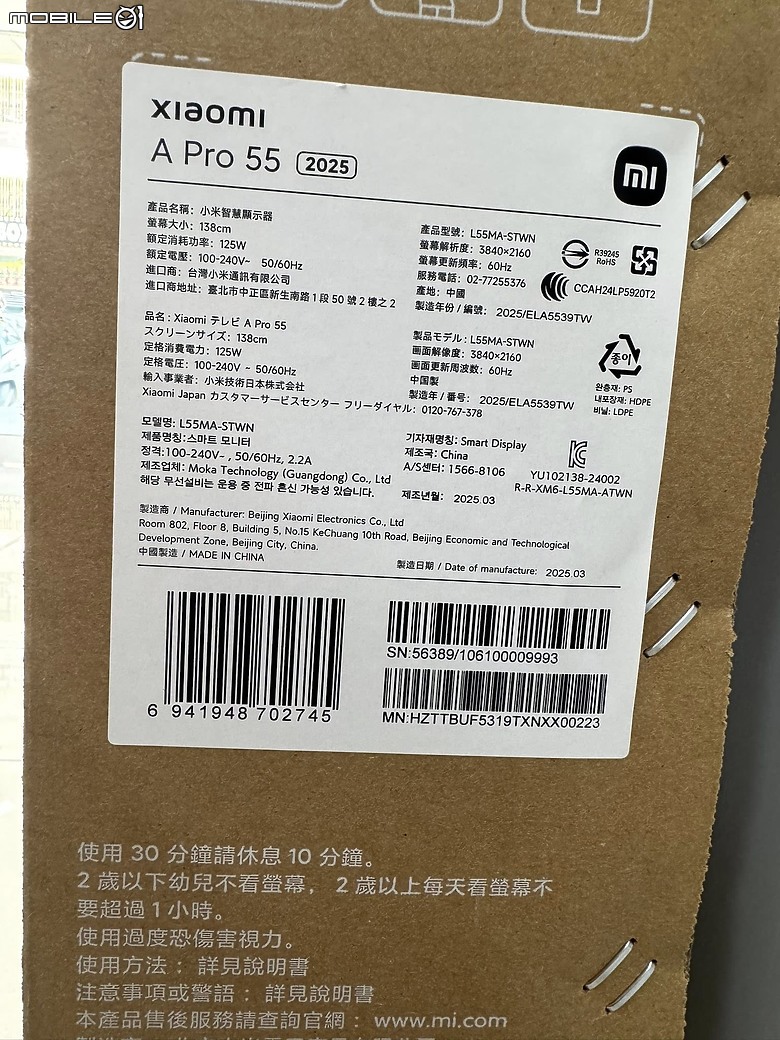 MOBILE01
xiaomi
A Pro 55 2025
mi
產品名稱: 小米智慧顯示器
螢幕大小: 138cm
額定消耗功率: 125W
額定電壓: 100-240V~ 50/60Hz
進口商: 台灣小米通訊有限公司
進口商地址: 臺北市中正區新生南路1段50號2樓之2
產品型號: L55MA-STWN
螢幕解析度: 3840×2160
螢幕更新頻率: 60Hz
服務電話: 02-77255376
產地: 中國
製造年份 / 編號: 2025/ELA5539TW
R39245
RoHS
CCAH24LP5920T2
品名: Xiaomi テレビ A Pro 55
スクリーンサイズ: 138cm
定格消費電力: 125W
定格電圧: 100-240V ~ 50/60Hz
輸入事業者: 小米技術日本株式会社
Xiaomi Japan カスタマーサービスセンター フリーダイヤル: 0120-767-378
製品モデル: L55MA-STWN
画面解像度: 3840×2160
画面更新周波数: 60Hz
中国製
製造年 / 番号: 2025/ELA5539TW
종이
완충재: PS
내포장재: HDPE
비닐: LDPE
모델명: L55MA-STWN
제품명칭: 스마트 모니터
정격: 100-240V~, 50/60Hz, 2.2A
제조업체: Moka Technology (Guangdong) Co., Ltd
해당 무선설비는 운용 중 전파 혼신 가능성 있습니다.
기자재명칭: Smart Display
제조국: China
A/S센터: 1566-8106
제조년월: 2025.03
YU102138-24002
R-R-XM6-L55MA-ATWN
製造商 / Manufacturer: Beijing Xiaomi Electronics Co., Ltd
Room 802, Floor 8, Building 5, No.15 KeChuang 10th Road, Beijing Economic and Technological
Development Zone, Beijing City, China.
中國製造 / MADE IN CHINA
製造日期 / Date of manufacture: 2025.03
6 941948 702745
SN:56389/106100009993
MN:HZTTBUF5319TXNXX00223
使用 30 分鐘請休息 10 分鐘。
2 歲以下幼兒不看螢幕, 2 歲以上每天看螢幕不
要超過 1 小時。
使用過度恐傷害視力。
使用方法: 詳見說明書
注意事項或警語: 詳見說明書
本產品售後服務請查詢官網: www.mi.com